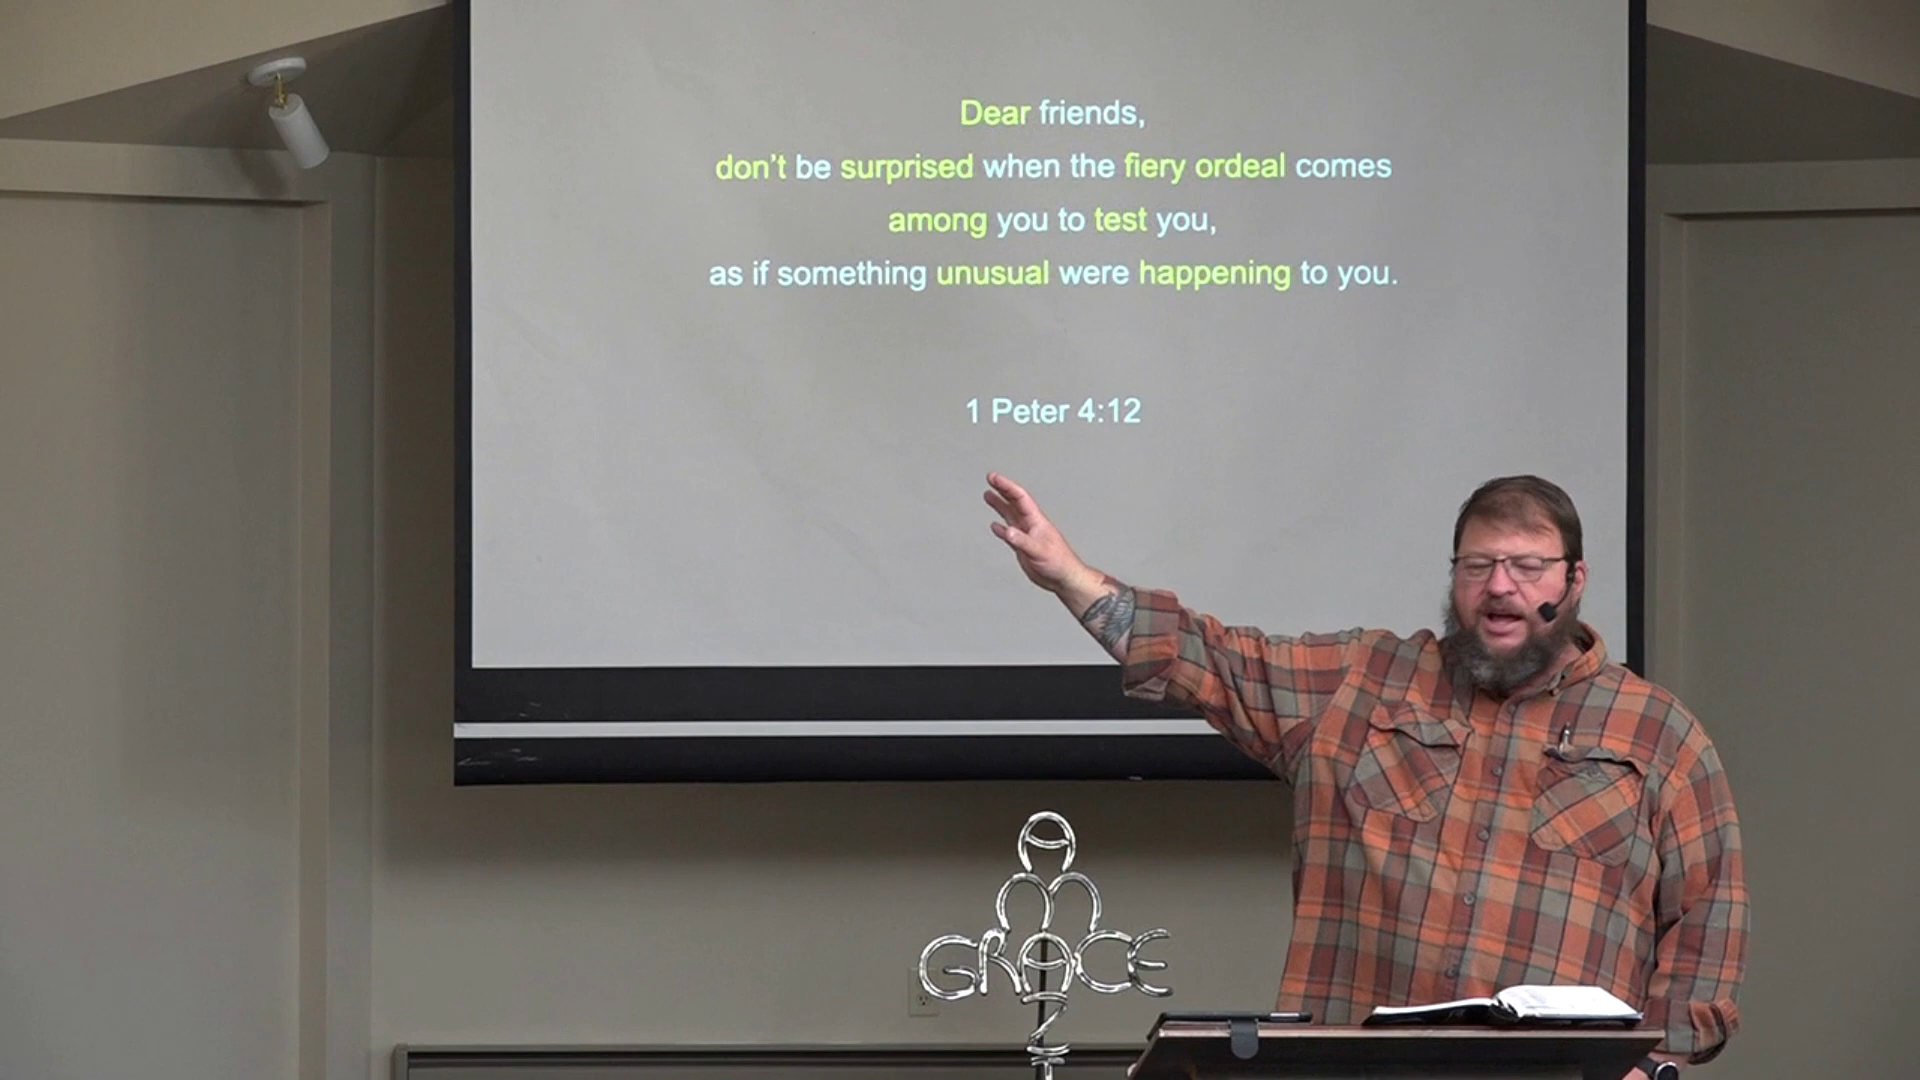 Dear friends,
don't be surprised when the fiery ordeal comes
among you to test you,
as if something unusual were happening to you.
1 Peter 4:12
GRACE